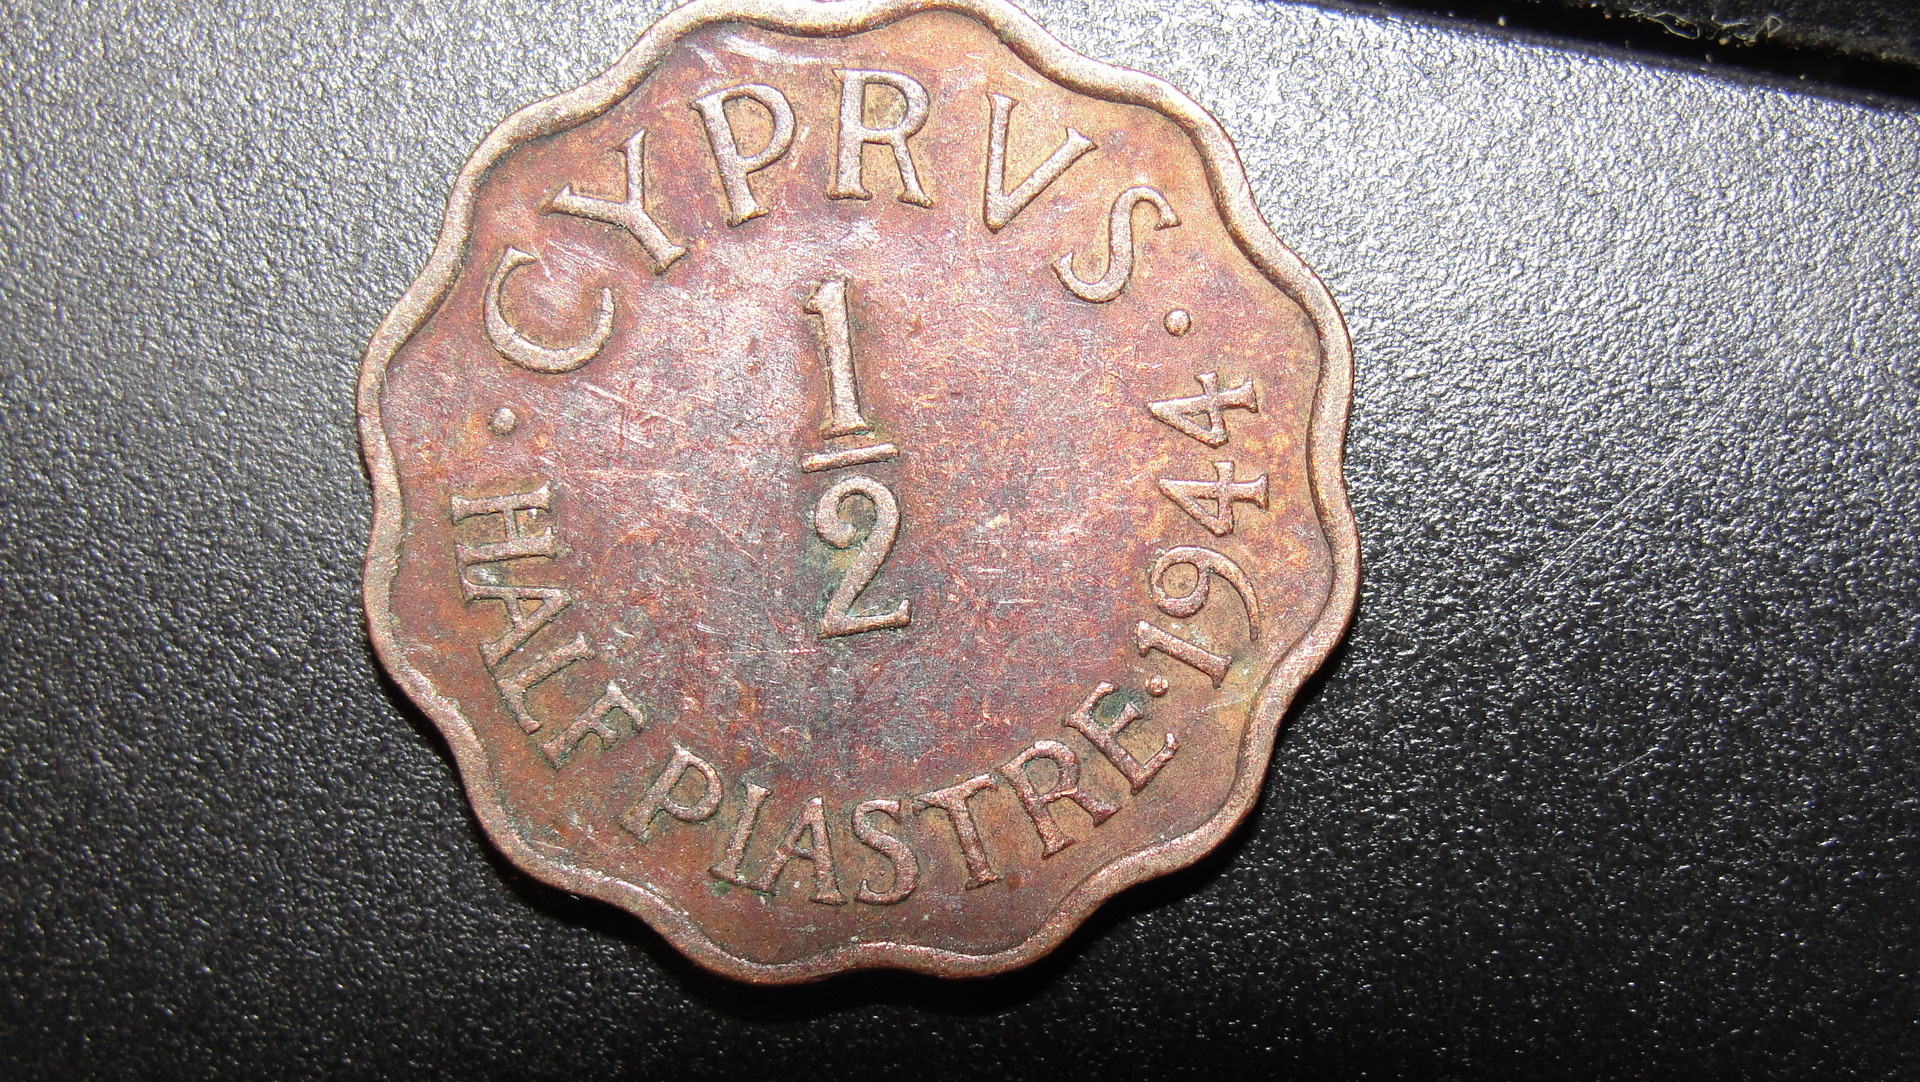 ·CYPRVS·
1
2
HALF PIASTRE·1944